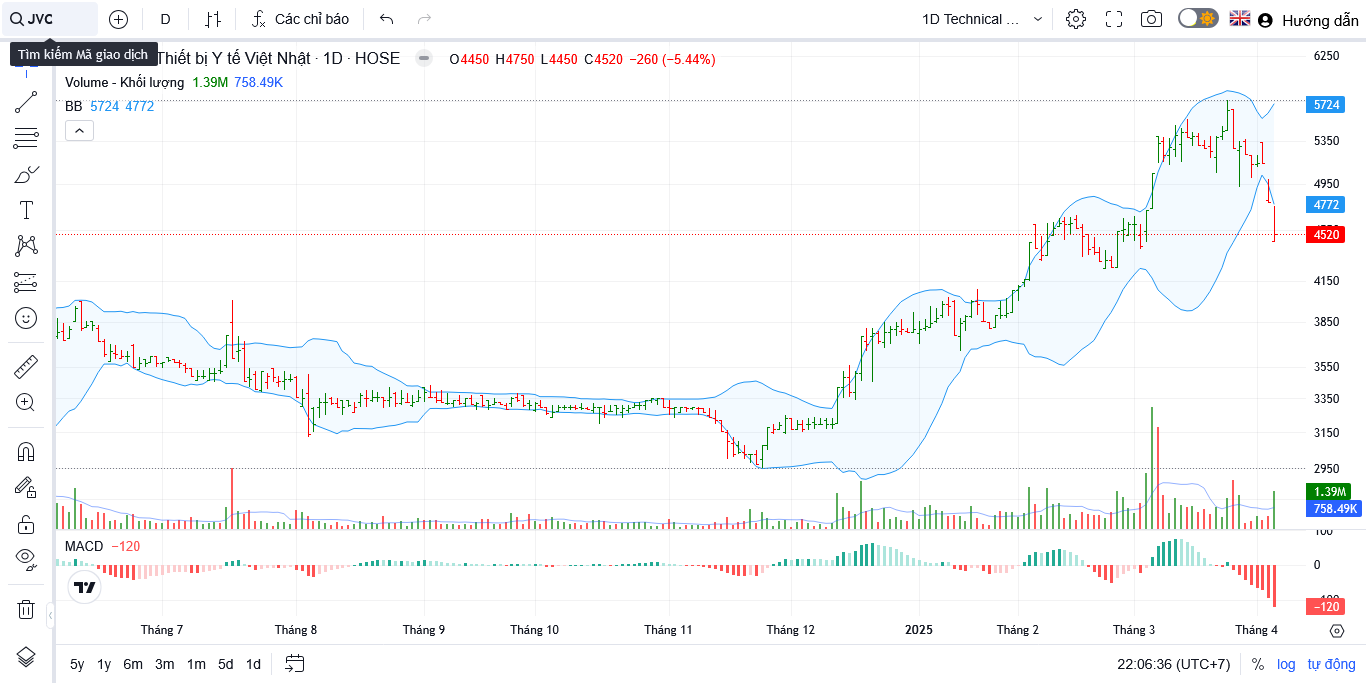 JVC D Các chỉ báo 1D Technical ... Hướng dẫn
Tìm kiếm Mã giao dịch
Thiết bị Y tế Việt Nhật · 1D · HOSE O4450 H4750 L4450 C4520 −260 (−5.44%)
Volume - Khối lượng 1.39M 758.49K
BB 5724 4772
6250
5724
5350
4950
4772
4520
4150
3850
3550
3350
3150
2950
1.39M
758.49K
100
MACD −120
0
−120
Tháng 7 Tháng 8 Tháng 9 Tháng 10 Tháng 11 Tháng 12 2025 Tháng 2 Tháng 3 Tháng 4
5y 1y 6m 3m 1m 5d 1d 22:06:36 (UTC+7) % log tự động